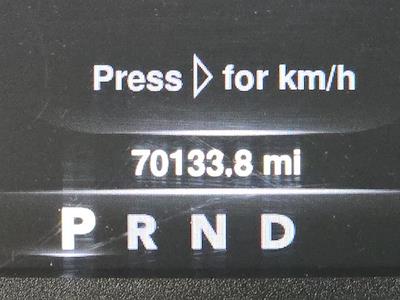 Press ▷ for km/h
70133.8 mi
P R N D